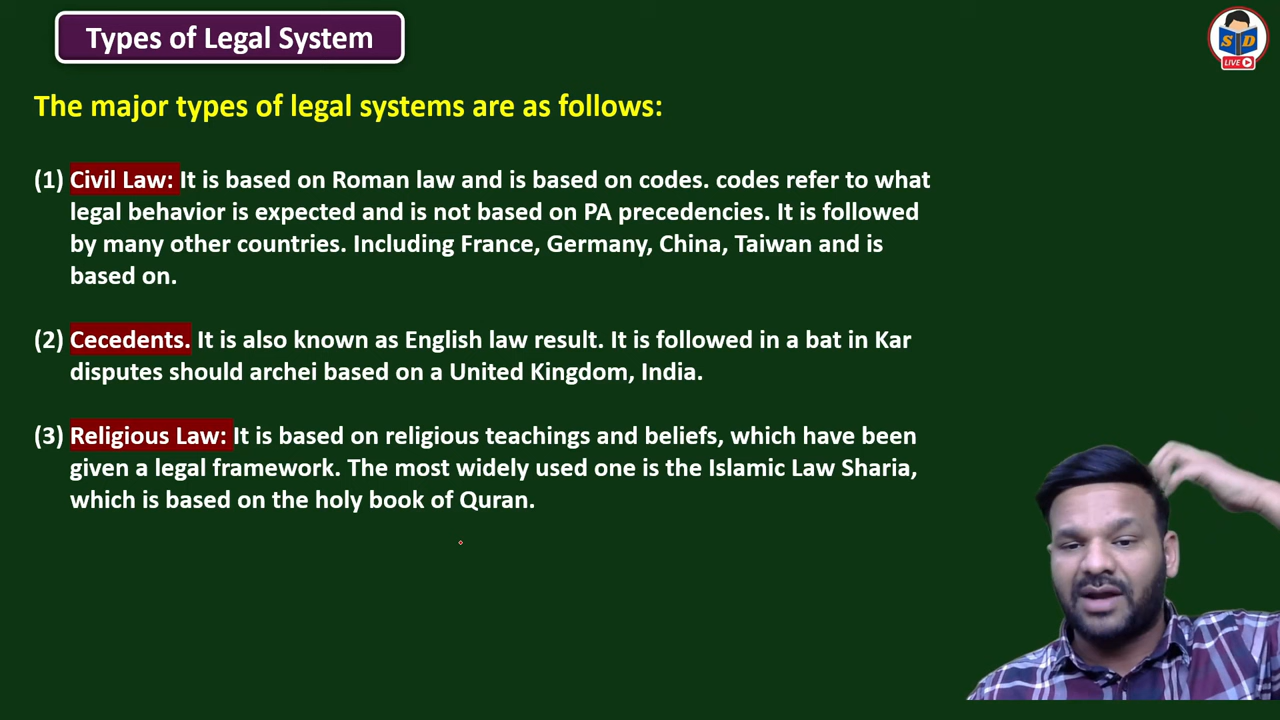 Types of Legal System
S D
LIVE
The major types of legal systems are as follows:
(1) Civil Law: It is based on Roman law and is based on codes. codes refer to what
legal behavior is expected and is not based on PA precedencies. It is followed
by many other countries. Including France, Germany, China, Taiwan and is
based on.
(2) Cecedents. It is also known as English law result. It is followed in a bat in Kar
disputes should archei based on a United Kingdom, India.
(3) Religious Law: It is based on religious teachings and beliefs, which have been
given a legal framework. The most widely used one is the Islamic Law Sharia,
which is based on the holy book of Quran.